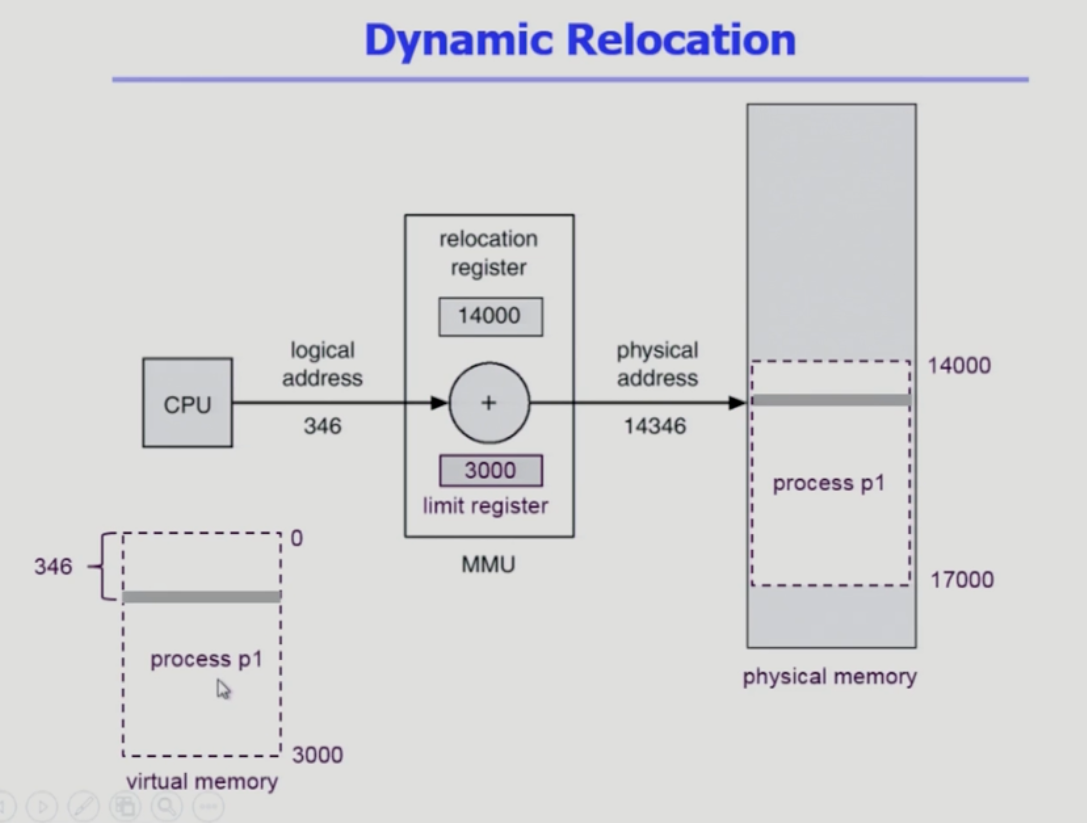 Dynamic Relocation
relocation
register
14000
logical
address
346
CPU
+
physical
address
14346
3000
limit register
MMU
14000
process p1
17000
physical memory
346
0
process p1
3000
virtual memory